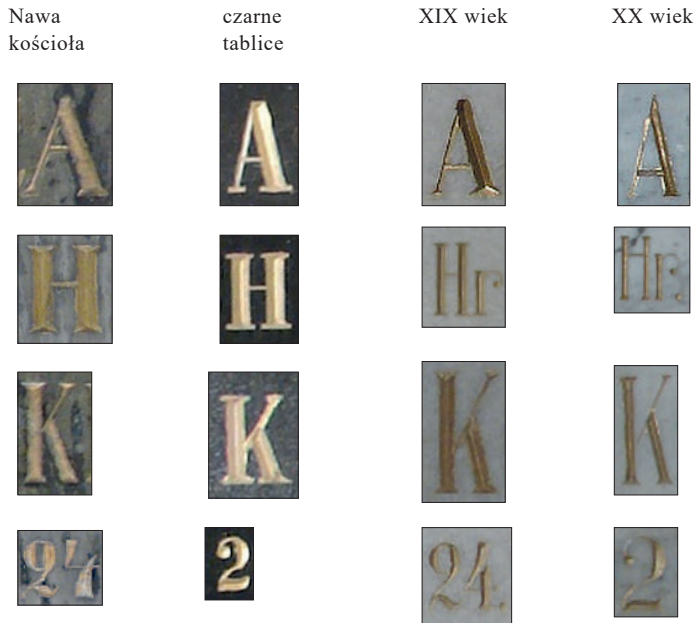 Nawa kościoła
czarne tablice
XIX wiek
XX wiek
A A A A
H H Hr Hr.
K K K K
24 2 24. 2